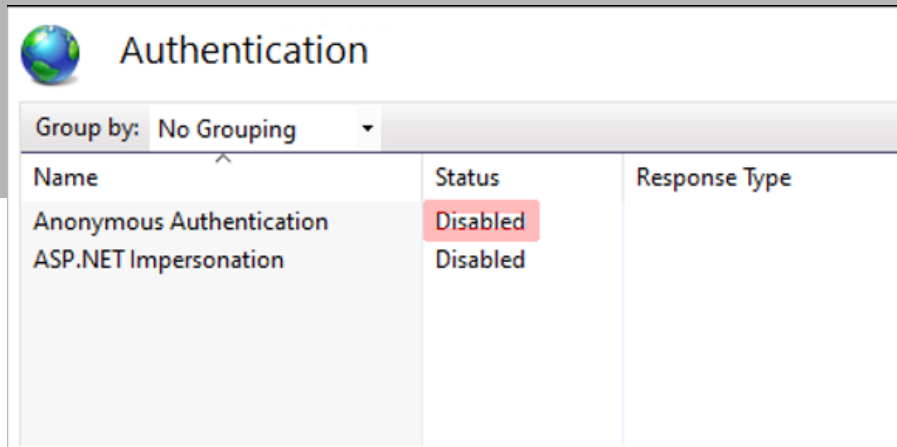 Authentication
Group by: No Grouping
Name Status Response Type
Anonymous Authentication Disabled
ASP.NET Impersonation Disabled